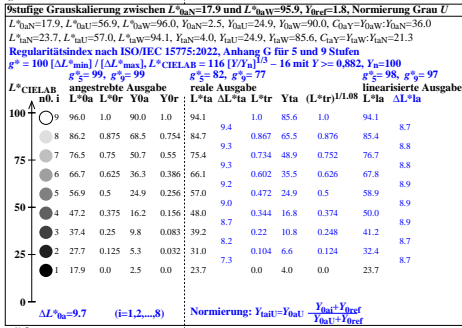 9stufige Grauskalierung zwischen L*0aN=17.9 und L*0aW=95.9, Y0ref=1.8, Normierung Grau U
L*0aN=17.9, L*0aU=56.9, L*0aW=96.0, Y0aN=2.5, Y0aU=24.9, Y0aW=90.0, C0aY=Y0aW:Y0aN=36.0
L*taN=23.7, L*taU=57.0, L*taW=94.1, YtaN=4.0, YtaU=24.9, YtaW=85.6, CtaY=YtaW:YtaN=21.3
Regularitätsindex nach ISO/IEC 15775:2022, Anhang G für 5 und 9 Stufen
g* = 100 [ΔL*min] / [ΔL*max], L*CIELAB = 116 [Y/Yn]1/3 - 16 mit Y >= 0,882, Yn=100
g*5= 99, g*9= 99 g*5= 82, g*9= 77 g*5= 98, g*9= 97
L*CIELAB angestrebte Ausgabe reale Ausgabe linearisierte Ausgabe
n0. i L*0a L*0r Y0a Y0r L*ta ΔL*ta L*tr Yta (L*tr)1/1.08 L*la ΔL*la
100
9 96.0 1.0 90.0 1.0 94.1 1.0 85.6 1.0 94.1
9.4 8.7
8 86.2 0.875 68.5 0.754 84.7 0.867 65.5 0.876 85.4
9.3 8.8
75
7 76.5 0.75 50.7 0.55 75.4 0.734 48.9 0.752 76.7
9.3 8.8
6 66.7 0.625 36.3 0.386 66.1 0.602 35.5 0.626 67.8
9.2 8.9
50
5 56.9 0.5 24.9 0.256 57.0 0.472 24.9 0.5 58.9
9.0 8.9
4 47.2 0.375 16.2 0.156 48.0 0.344 16.8 0.374 50.0
8.7 8.9
3 37.4 0.25 9.8 0.083 39.2 0.22 10.8 0.248 41.2
8.2 8.7
25
2 27.7 0.125 5.3 0.032 31.0 0.104 6.6 0.124 32.4
7.3 8.7
1 17.9 0.0 2.5 0.0 23.7 0.0 4.0 0.0 23.7
0
ΔL*0a=9.7 (i=1,2,...,8) Normierung: YtaiU=Y0aU Y0ai+Y0ref
Y0aU+Y0ref